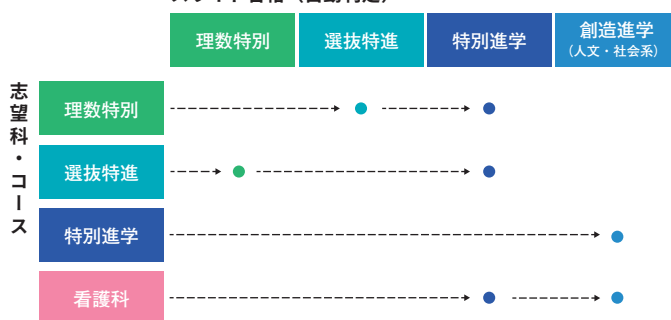 理数特別
選抜特進
特別進学
創造進学
(人文・社会系)
志望科・コース
理数特別
選抜特進
特別進学
看護科